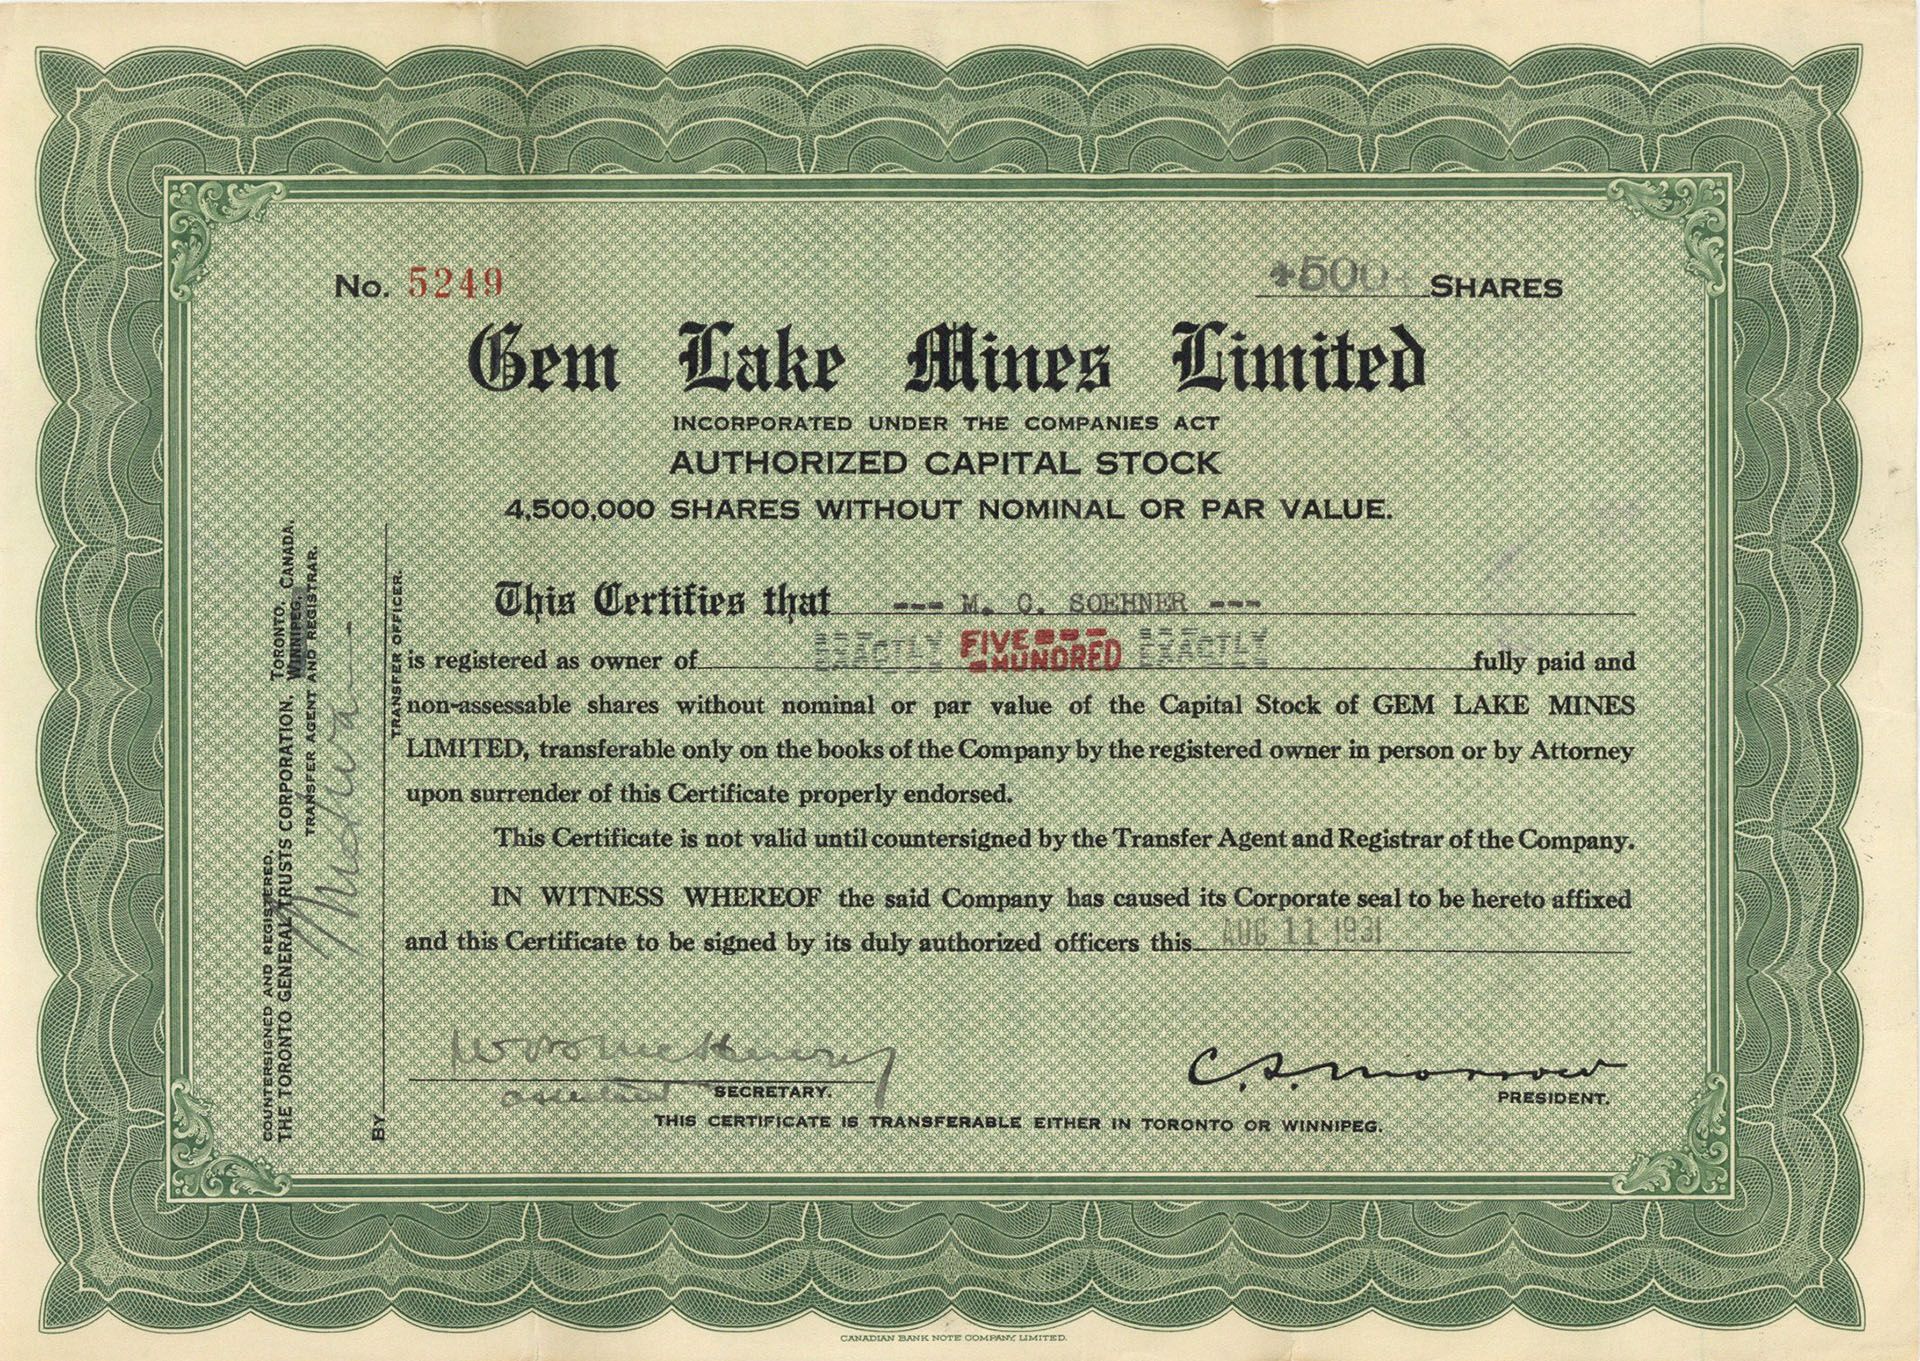 No. 5249
500 SHARES
Gem Lake Mines Limited
INCORPORATED UNDER THE COMPANIES ACT
AUTHORIZED CAPITAL STOCK
4,500,000 SHARES WITHOUT NOMINAL OR PAR VALUE.
This Certifies that --- M. C. SOEHNER ---
is registered as owner of EXACTLY FIVE HUNDRED EXACTLY fully paid and
non-assessable shares without nominal or par value of the Capital Stock of GEM LAKE MINES
LIMITED, transferable only on the books of the Company by the registered owner in person or by Attorney
upon surrender of this Certificate properly endorsed.
This Certificate is not valid until countersigned by the Transfer Agent and Registrar of the Company.
IN WITNESS WHEREOF the said Company has caused its Corporate seal to be hereto affixed
and this Certificate to be signed by its duly authorized officers this AUG 11 1931
assistant SECRETARY.
C. S. Morrow
PRESIDENT.
THIS CERTIFICATE IS TRANSFERABLE EITHER IN TORONTO OR WINNIPEG.
COUNTERSIGNED AND REGISTERED,
THE TORONTO GENERAL TRUSTS CORPORATION, TORONTO, WINNIPEG, CANADA.
TRANSFER AGENT AND REGISTRAR.
BY
TRANSFER OFFICER.
CANADIAN BANK NOTE COMPANY, LIMITED.